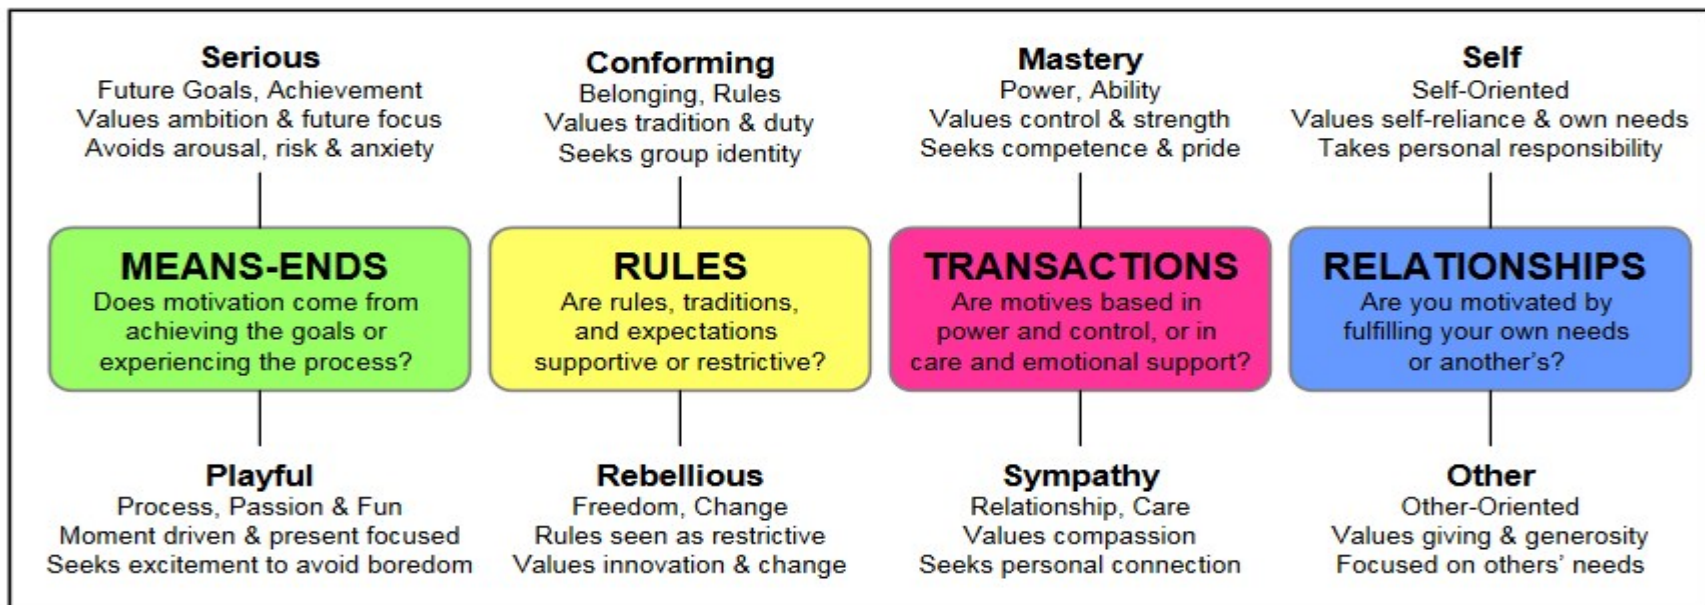 Serious
Future Goals, Achievement
Values ambition & future focus
Avoids arousal, risk & anxiety
Conforming
Belonging, Rules
Values tradition & duty
Seeks group identity
Mastery
Power, Ability
Values control & strength
Seeks competence & pride
Self
Self-Oriented
Values self-reliance & own needs
Takes personal responsibility
MEANS-ENDS
Does motivation come from
achieving the goals or
experiencing the process?
RULES
Are rules, traditions,
and expectations
supportive or restrictive?
TRANSACTIONS
Are motives based in
power and control, or in
care and emotional support?
RELATIONSHIPS
Are you motivated by
fulfilling your own needs
or another's?
Playful
Process, Passion & Fun
Moment driven & present focused
Seeks excitement to avoid boredom
Rebellious
Freedom, Change
Rules seen as restrictive
Values innovation & change
Sympathy
Relationship, Care
Values compassion
Seeks personal connection
Other
Other-Oriented
Values giving & generosity
Focused on others' needs